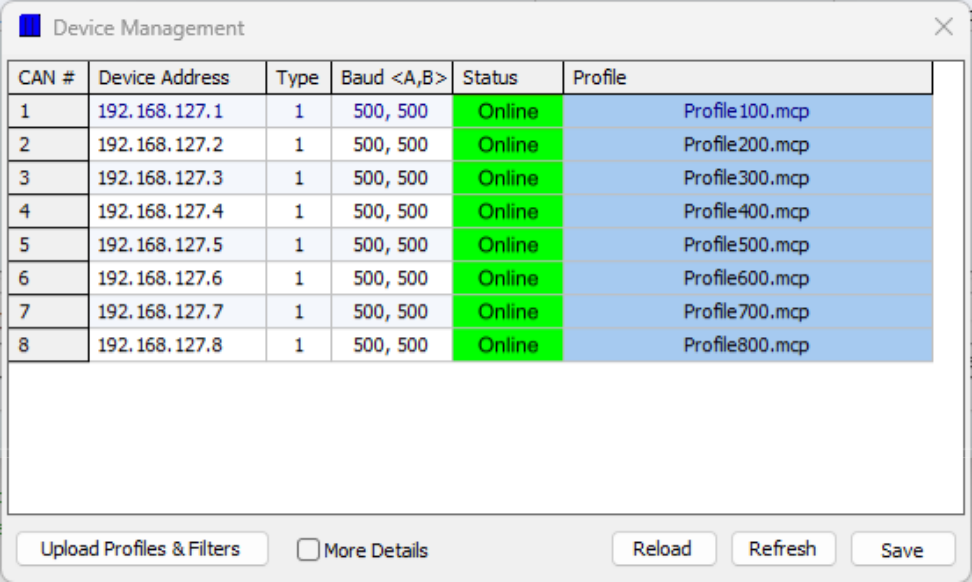 Device Management
CAN # Device Address Type Baud <A,B> Status Profile
1 192.168.127.1 1 500, 500 Online Profile100.mcp
2 192.168.127.2 1 500, 500 Online Profile200.mcp
3 192.168.127.3 1 500, 500 Online Profile300.mcp
4 192.168.127.4 1 500, 500 Online Profile400.mcp
5 192.168.127.5 1 500, 500 Online Profile500.mcp
6 192.168.127.6 1 500, 500 Online Profile600.mcp
7 192.168.127.7 1 500, 500 Online Profile700.mcp
8 192.168.127.8 1 500, 500 Online Profile800.mcp
Upload Profiles & Filters More Details Reload Refresh Save